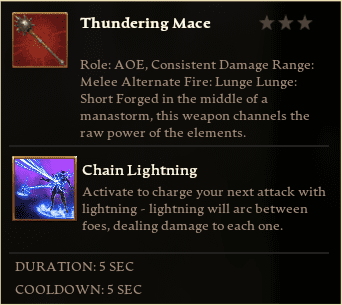 Thundering Mace
Role: AOE, Consistent Damage Range:
Melee Alternate Fire: Lunge Lunge:
Short Forged in the middle of a
manastorm, this weapon channels the
raw power of the elements.
Chain Lightning
Activate to charge your next attack with
lightning - lightning will arc between
foes, dealing damage to each one.
DURATION: 5 SEC
COOLDOWN: 5 SEC